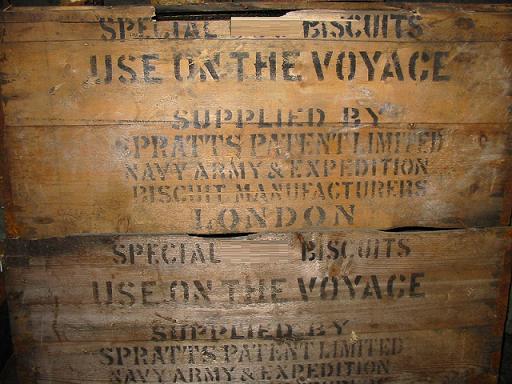 SPECIAL BISCUITS
USE ON THE VOYAGE
SUPPLIED BY
SPRATTS PATENT LIMITED
NAVY ARMY & EXPEDITION
BISCUIT MANUFACTURERS
LONDON
SPECIAL BISCUITS
USE ON THE VOYAGE
SUPPLIED BY
SPRATTS PATENT LIMITED
NAVY ARMY & EXPEDITION